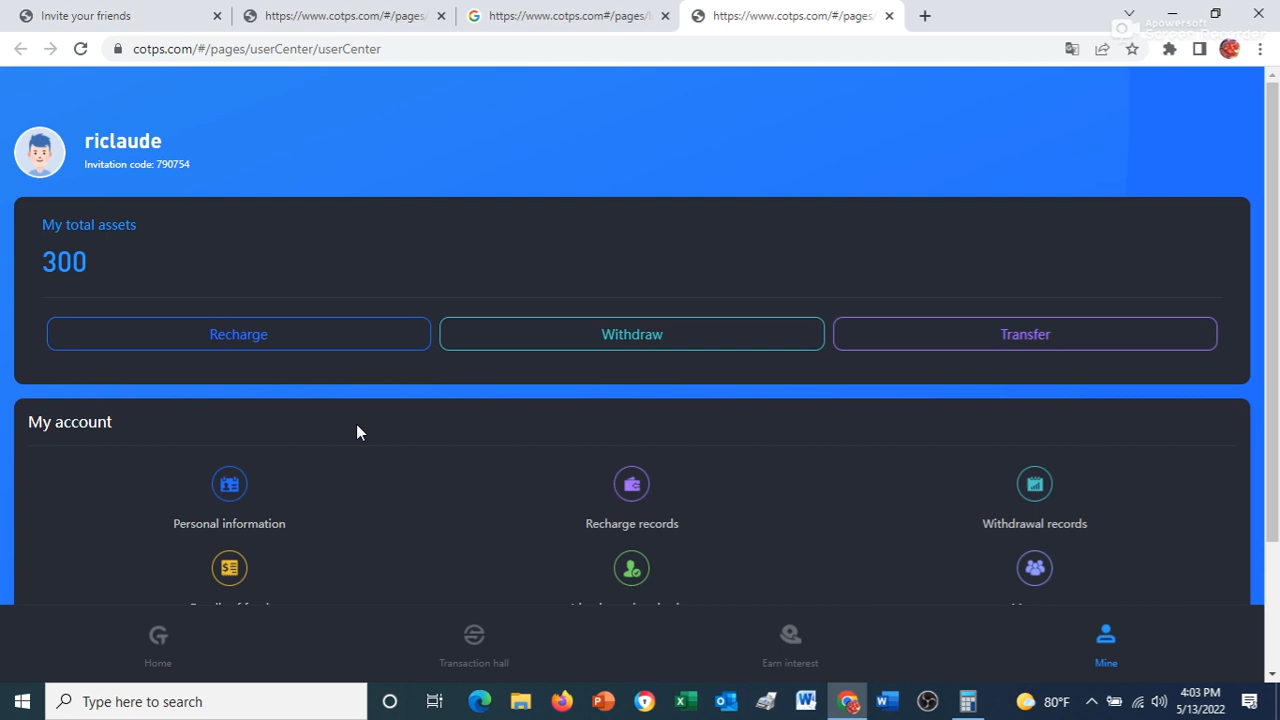 Invite your friends
https://www.cotps.com/#/pages/
https://www.cotps.com#/pages/
https://www.cotps.com/#/pages/
Apowersoft
Screen Recorder
cotps.com/#/pages/userCenter/userCenter
riclaude
Invitation code: 790754
My total assets
300
Recharge
Withdraw
Transfer
My account
Personal information
Recharge records
Withdrawal records
Home
Transaction hall
Earn interest
Mine
Type here to search
80°F
4:03 PM
5/13/2022